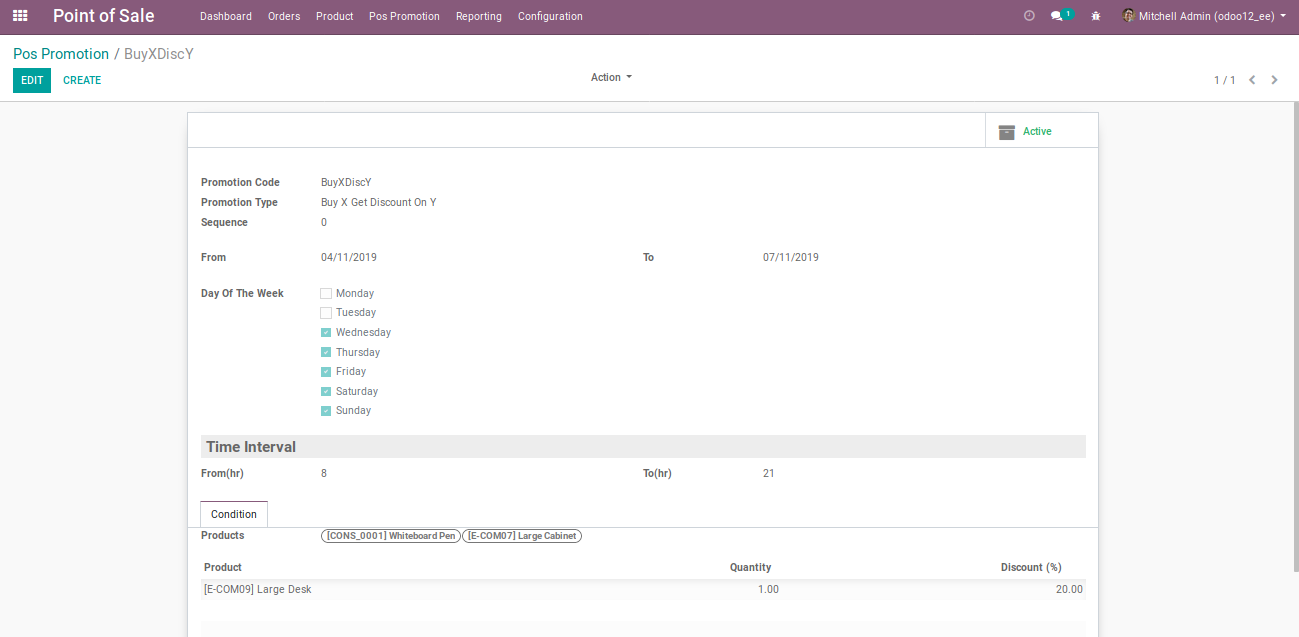 Point of Sale Dashboard Orders Product Pos Promotion Reporting Configuration 1 Mitchell Admin (odoo12_ee)
Pos Promotion / BuyXDiscY
EDIT CREATE Action 1 / 1
Active
Promotion Code BuyXDiscY
Promotion Type Buy X Get Discount On Y
Sequence 0
From 04/11/2019 To 07/11/2019
Day Of The Week Monday
Tuesday
Wednesday
Thursday
Friday
Saturday
Sunday
Time Interval
From(hr) 8 To(hr) 21
Condition
Products [CONS_0001] Whiteboard Pen [E-COM07] Large Cabinet
Product Quantity Discount (%)
[E-COM09] Large Desk 1.00 20.00